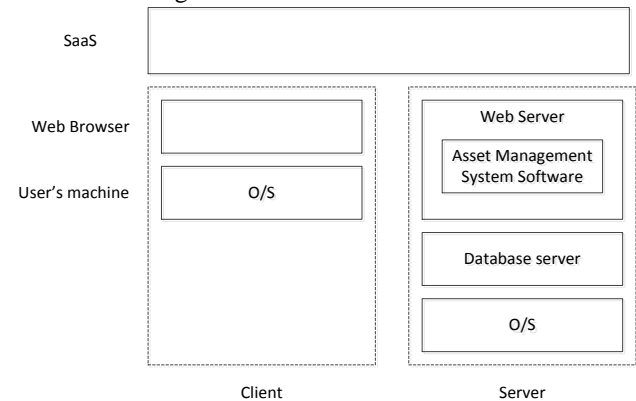 SaaS
Web Browser
User's machine
O/S
Web Server
Asset Management
System Software
Database server
O/S
Client
Server